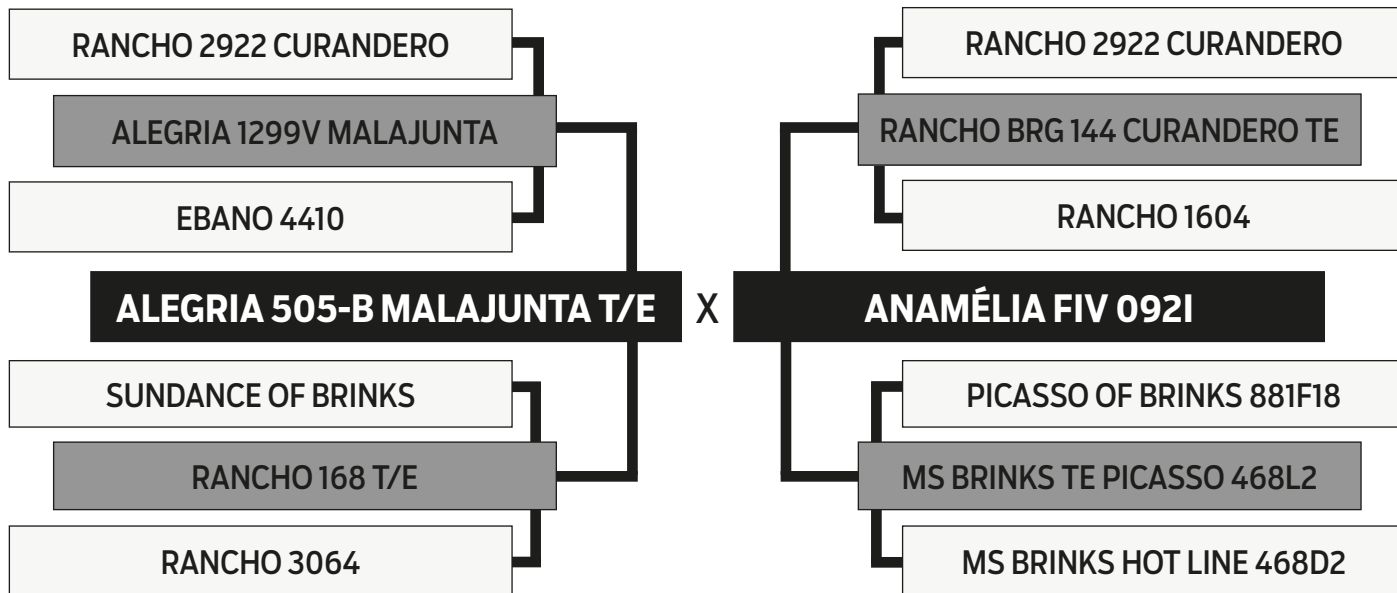 RANCHO 2922 CURANDERO
ALEGRIA 1299V MALAJUNTA
EBANO 4410
ALEGRIA 505-B MALAJUNTA T/E
SUNDANCE OF BRINKS
RANCHO 168 T/E
RANCHO 3064
X
RANCHO 2922 CURANDERO
RANCHO BRG 144 CURANDERO TE
RANCHO 1604
ANAMÉLIA FIV 092I
PICASSO OF BRINKS 881F18
MS BRINKS TE PICASSO 468L2
MS BRINKS HOT LINE 468D2